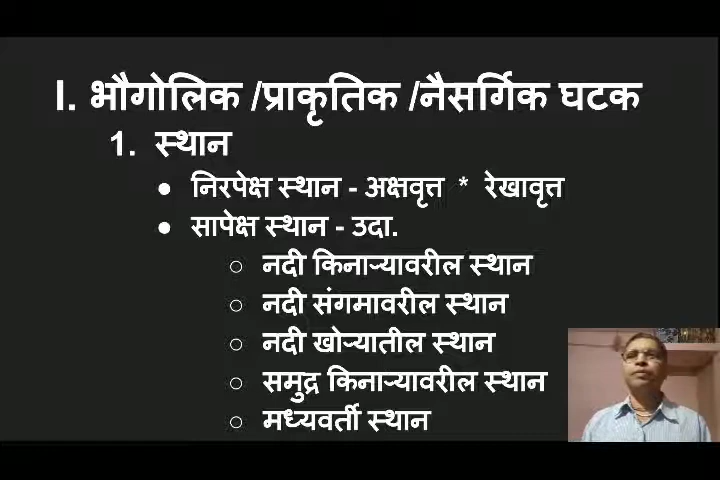 I. भौगोलिक /प्राकृतिक /नैसर्गिक घटक
1. स्थान
● निरपेक्ष स्थान - अक्षवृत्त * रेखावृत्त
● सापेक्ष स्थान - उदा.
○ नदी किनाऱ्यावरील स्थान
○ नदी संगमावरील स्थान
○ नदी खोऱ्यातील स्थान
○ समुद्र किनाऱ्यावरील स्थान
○ मध्यवर्ती स्थान